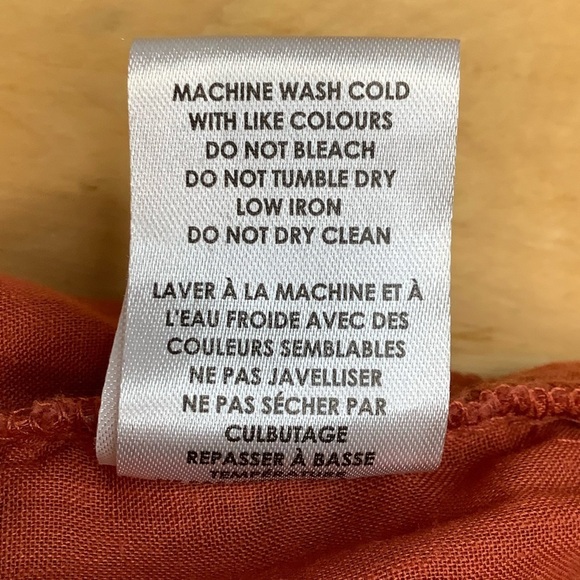 MACHINE WASH COLD
WITH LIKE COLOURS
DO NOT BLEACH
DO NOT TUMBLE DRY
LOW IRON
DO NOT DRY CLEAN
LAVER À LA MACHINE ET À
L'EAU FROIDE AVEC DES
COULEURS SEMBLABLES
NE PAS JAVELLISER
NE PAS SÉCHER PAR
CULBUTAGE
REPASSER À BASSE
TEMPÉRATURE